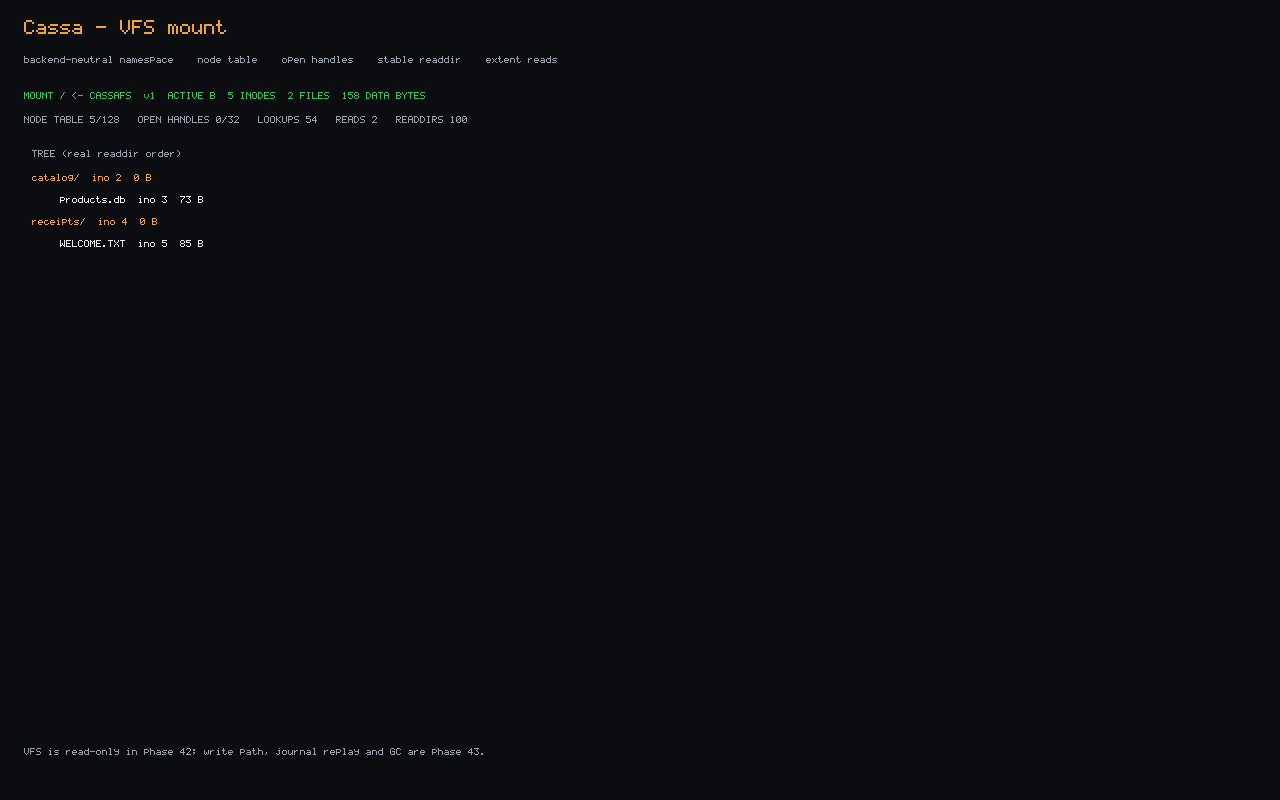 Cassa - VFS mount
backend-neutral namespace node table open handles stable readdir extent reads
MOUNT / <- CASSAFS v1 ACTIVE B 5 INODES 2 FILES 158 DATA BYTES
NODE TABLE 5/128 OPEN HANDLES 0/32 LOOKUPS 54 READS 2 READDIRS 100
TREE (real readdir order)
catalog/ ino 2 0 B
products.db ino 3 73 B
receipts/ ino 4 0 B
WELCOME.TXT ino 5 85 B
VFS is read-only in Phase 42; write path, journal replay and GC are Phase 43.